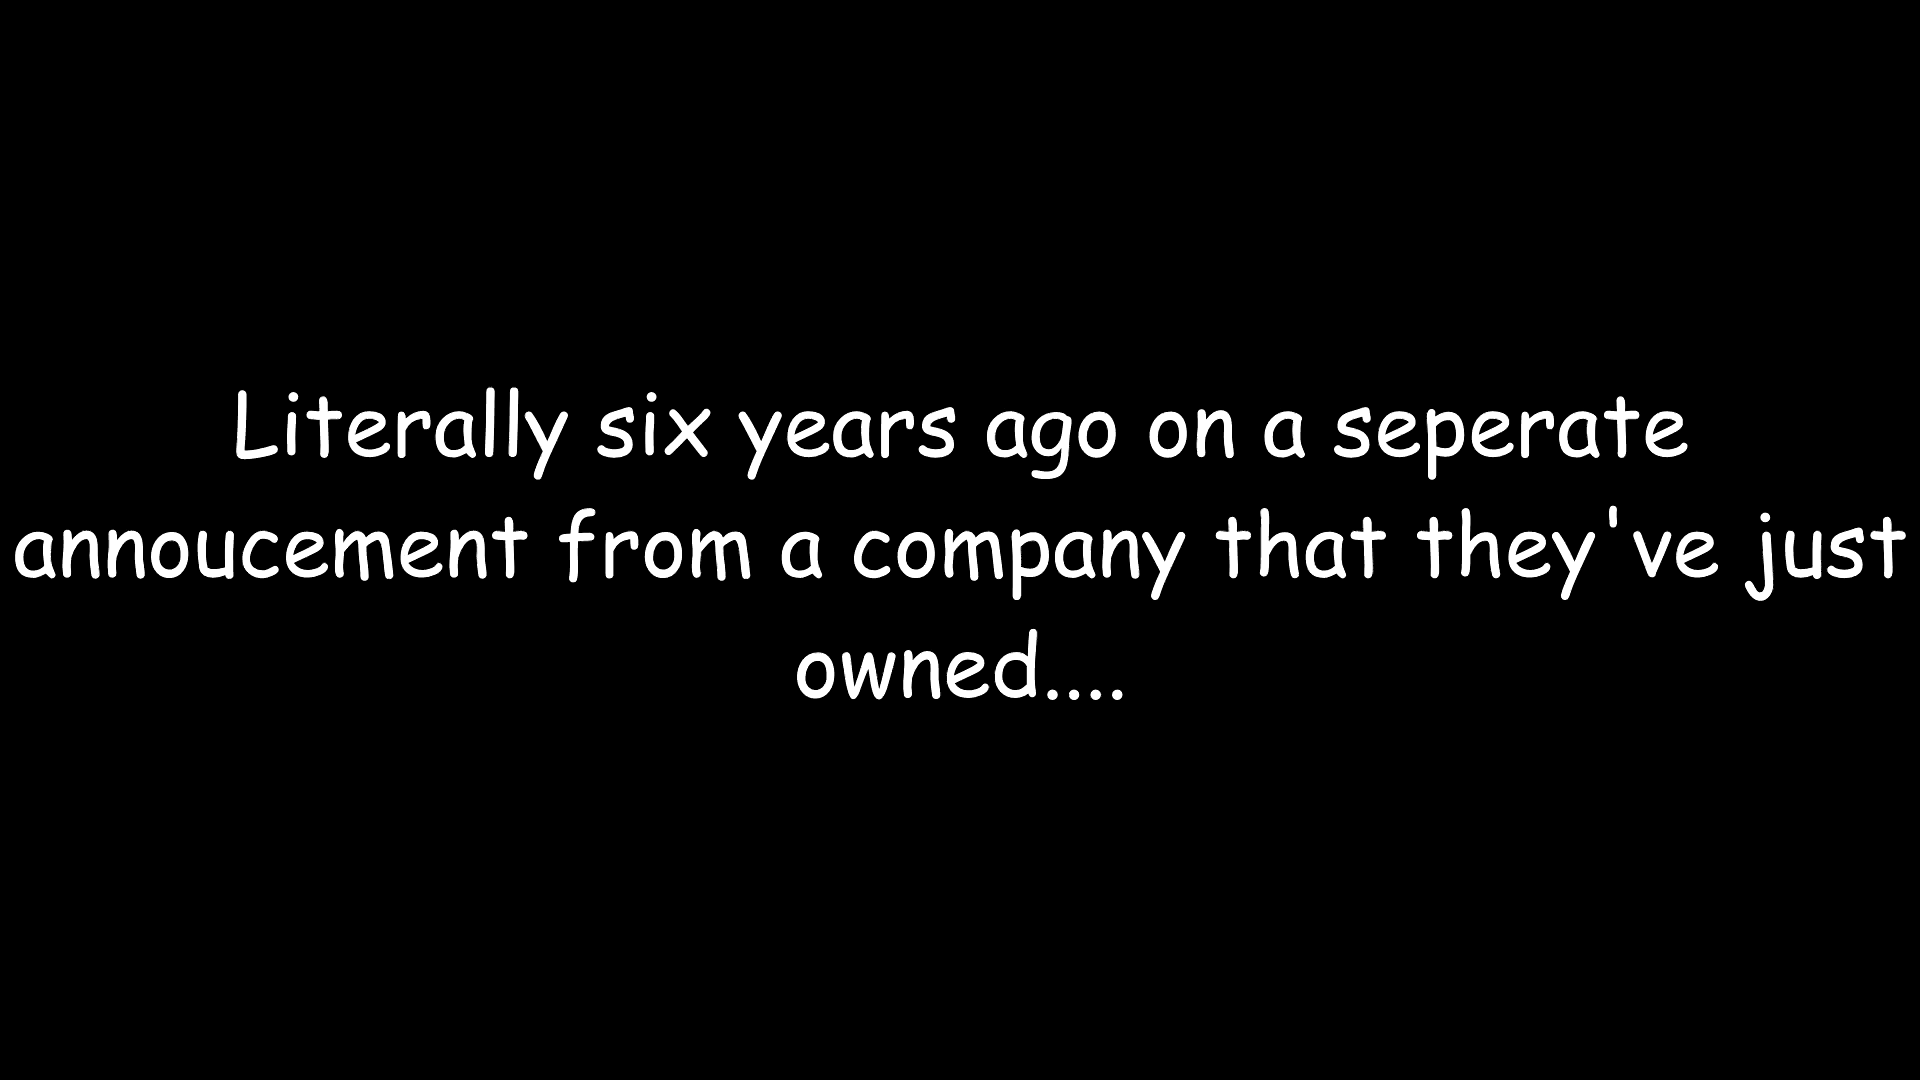 Literally six years ago on a seperate
annoucement from a company that they've just
owned....